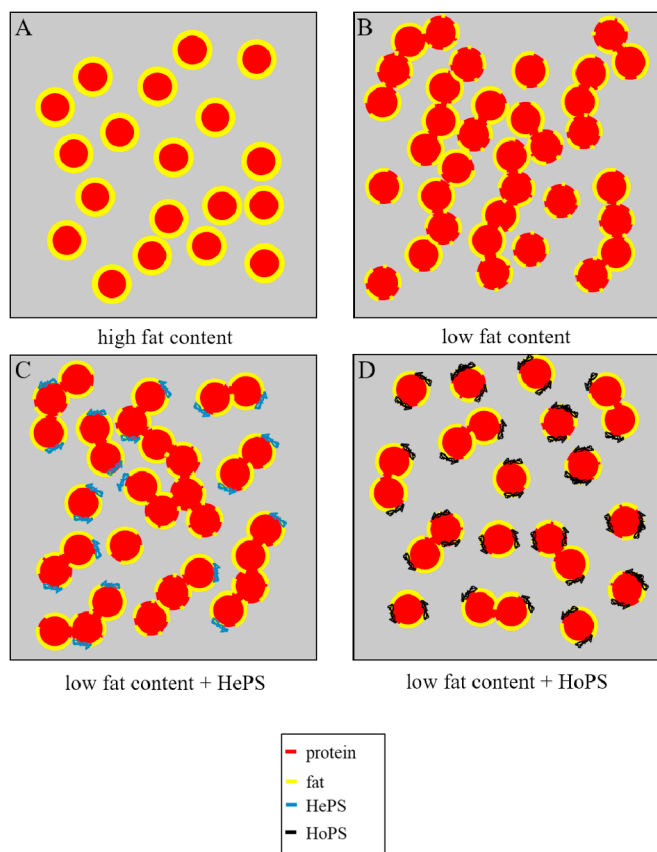 A
B
high fat content
low fat content
C
D
low fat content + HePS
low fat content + HoPS
protein
fat
HePS
HoPS